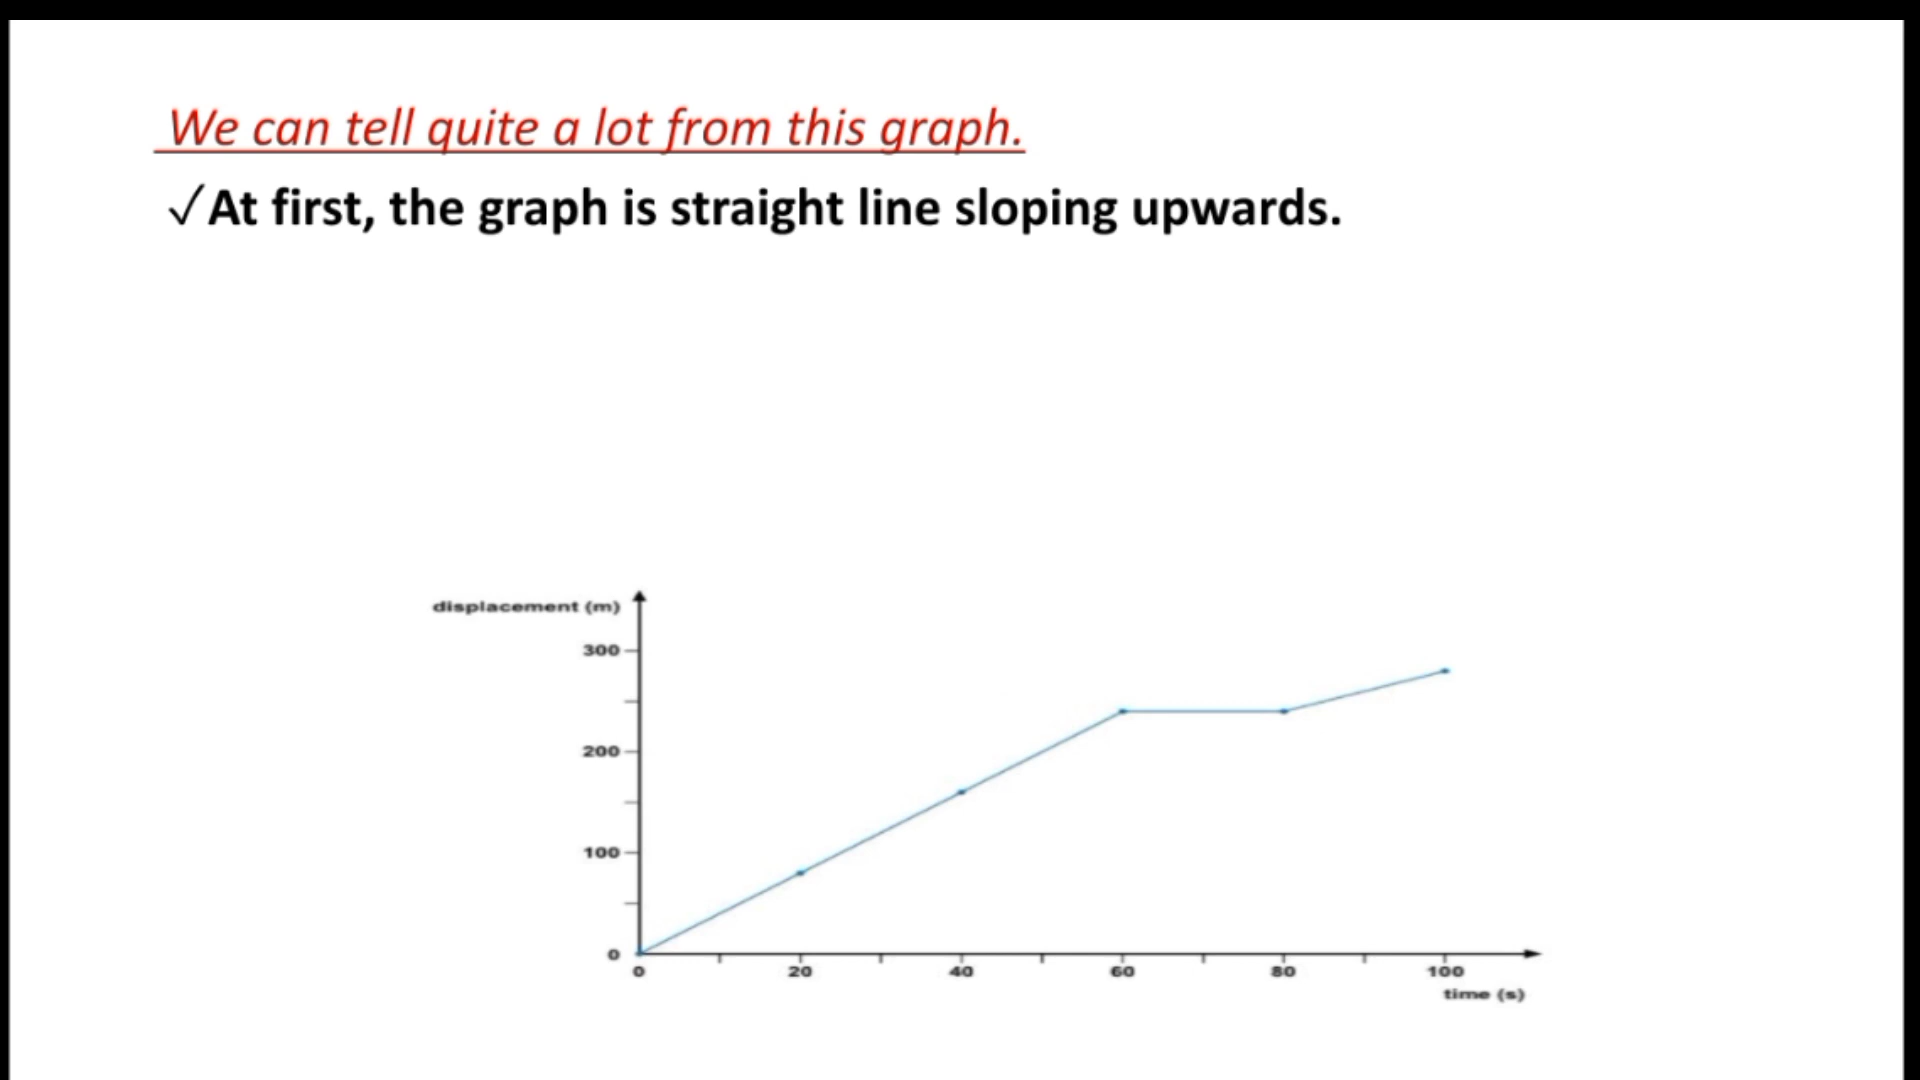 We can tell quite a lot from this graph.
✓At first, the graph is straight line sloping upwards.
displacement (m)
300
200
100
0
0 20 40 60 80 100
time (s)